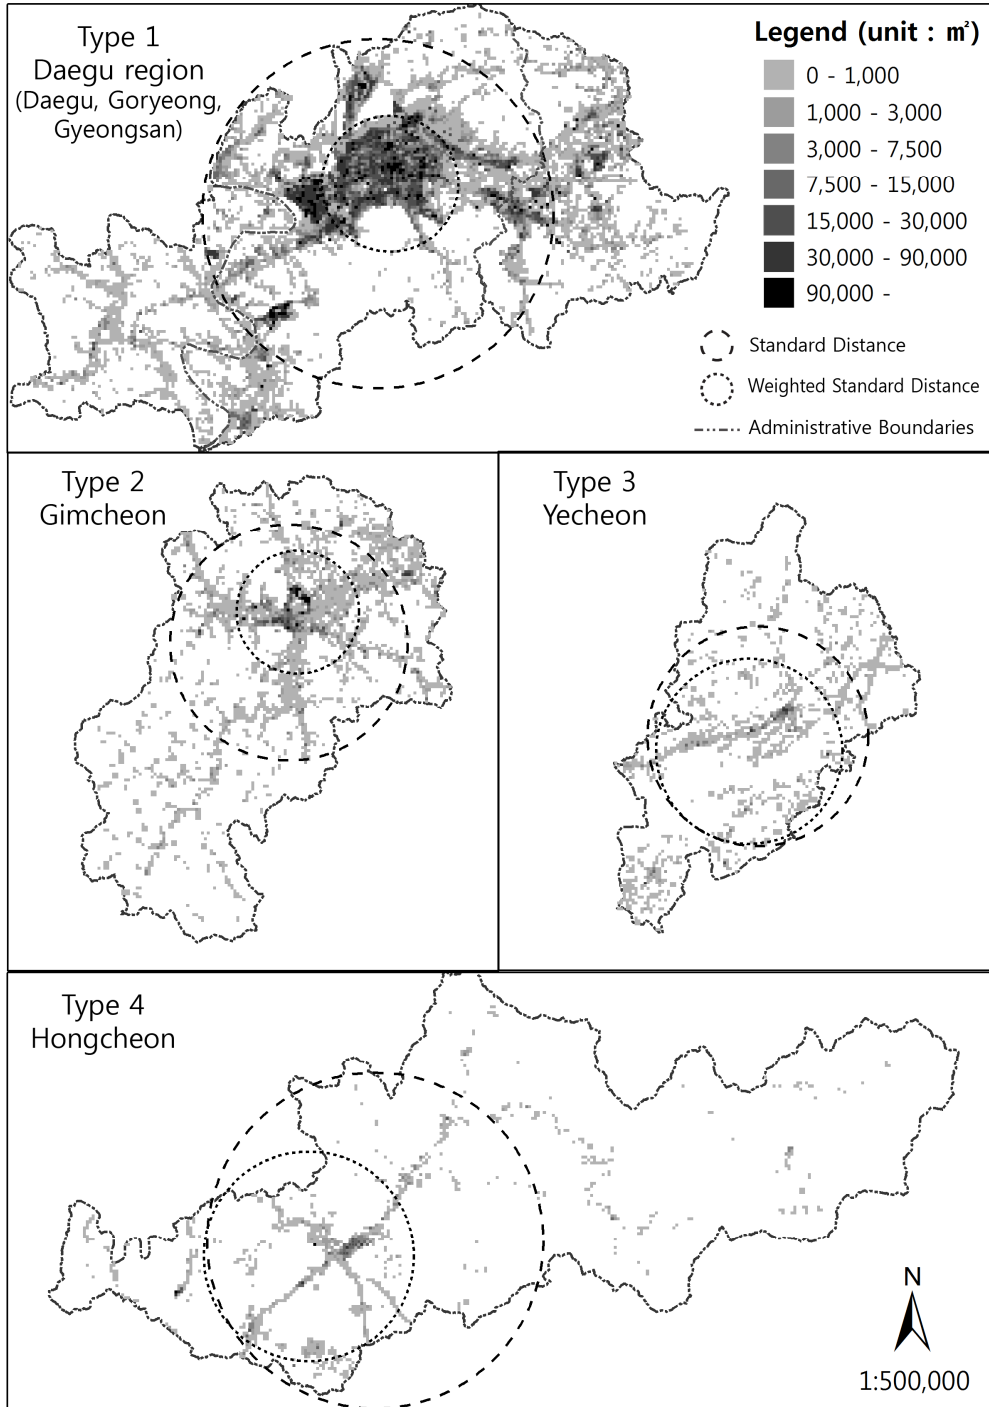 Type 1
Daegu region
(Daegu, Goryeong,
Gyeongsan)
Legend (unit : ㎡)
0 - 1,000
1,000 - 3,000
3,000 - 7,500
7,500 - 15,000
15,000 - 30,000
30,000 - 90,000
90,000 -
Standard Distance
Weighted Standard Distance
Administrative Boundaries
Type 2
Gimcheon
Type 3
Yecheon
Type 4
Hongcheon
N
1:500,000